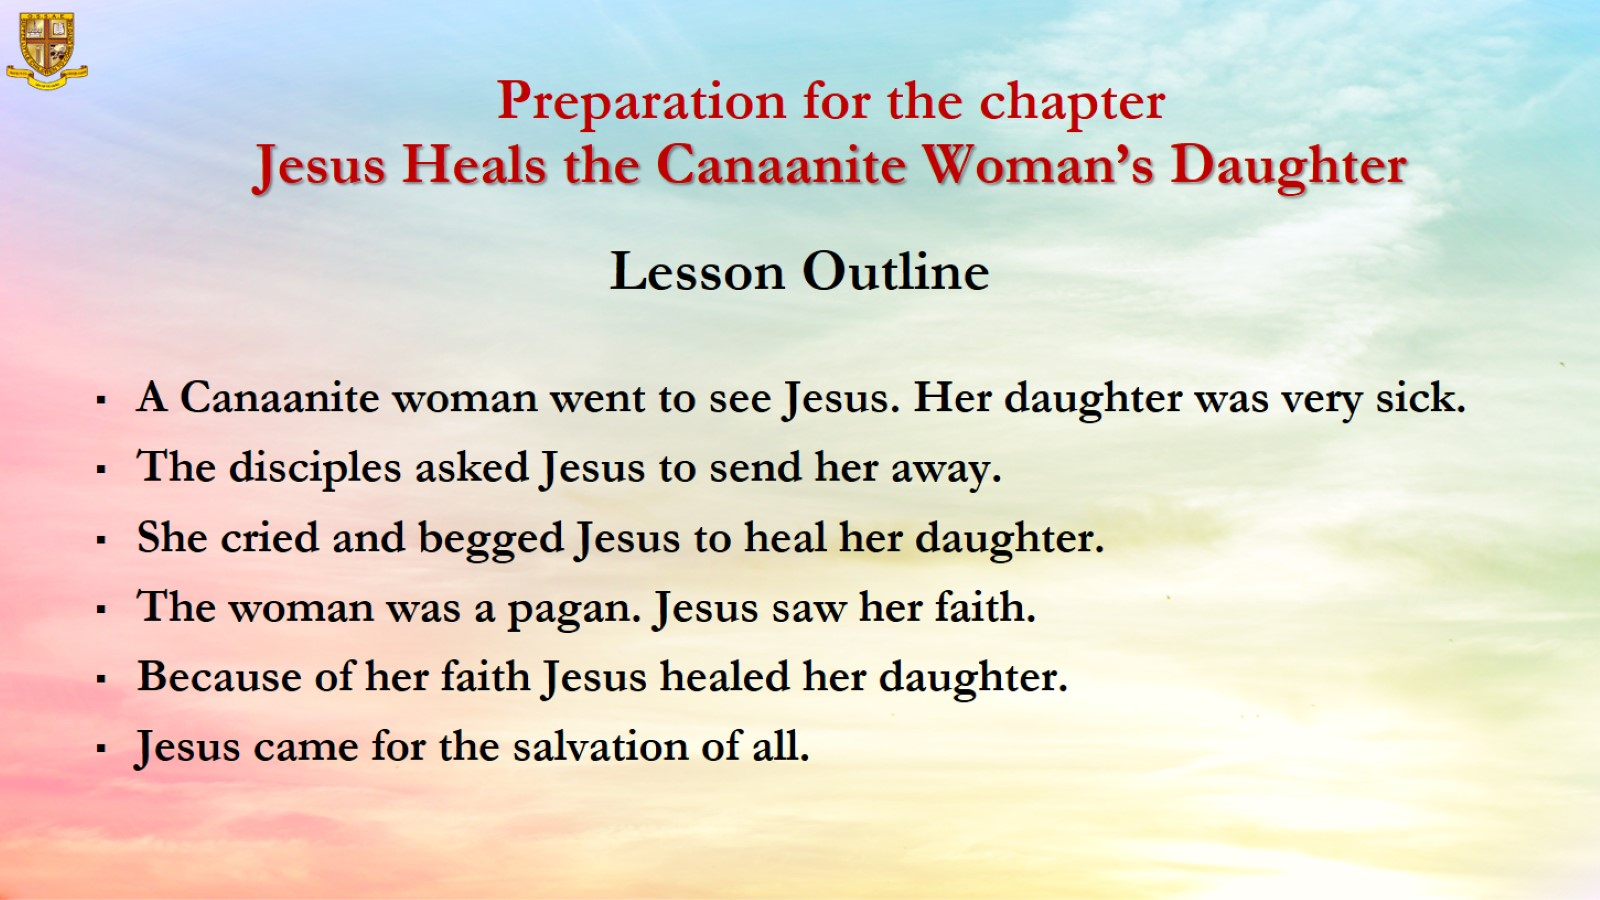 Preparation for the chapter
Jesus Heals the Canaanite Woman’s Daughter
Lesson Outline
▪ A Canaanite woman went to see Jesus. Her daughter was very sick.
▪ The disciples asked Jesus to send her away.
▪ She cried and begged Jesus to heal her daughter.
▪ The woman was a pagan. Jesus saw her faith.
▪ Because of her faith Jesus healed her daughter.
▪ Jesus came for the salvation of all.